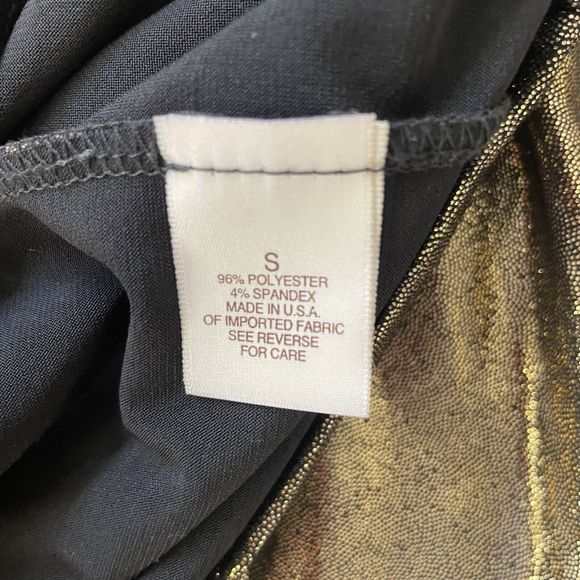 S
96% POLYESTER
4% SPANDEX
MADE IN U.S.A.
OF IMPORTED FABRIC
SEE REVERSE
FOR CARE